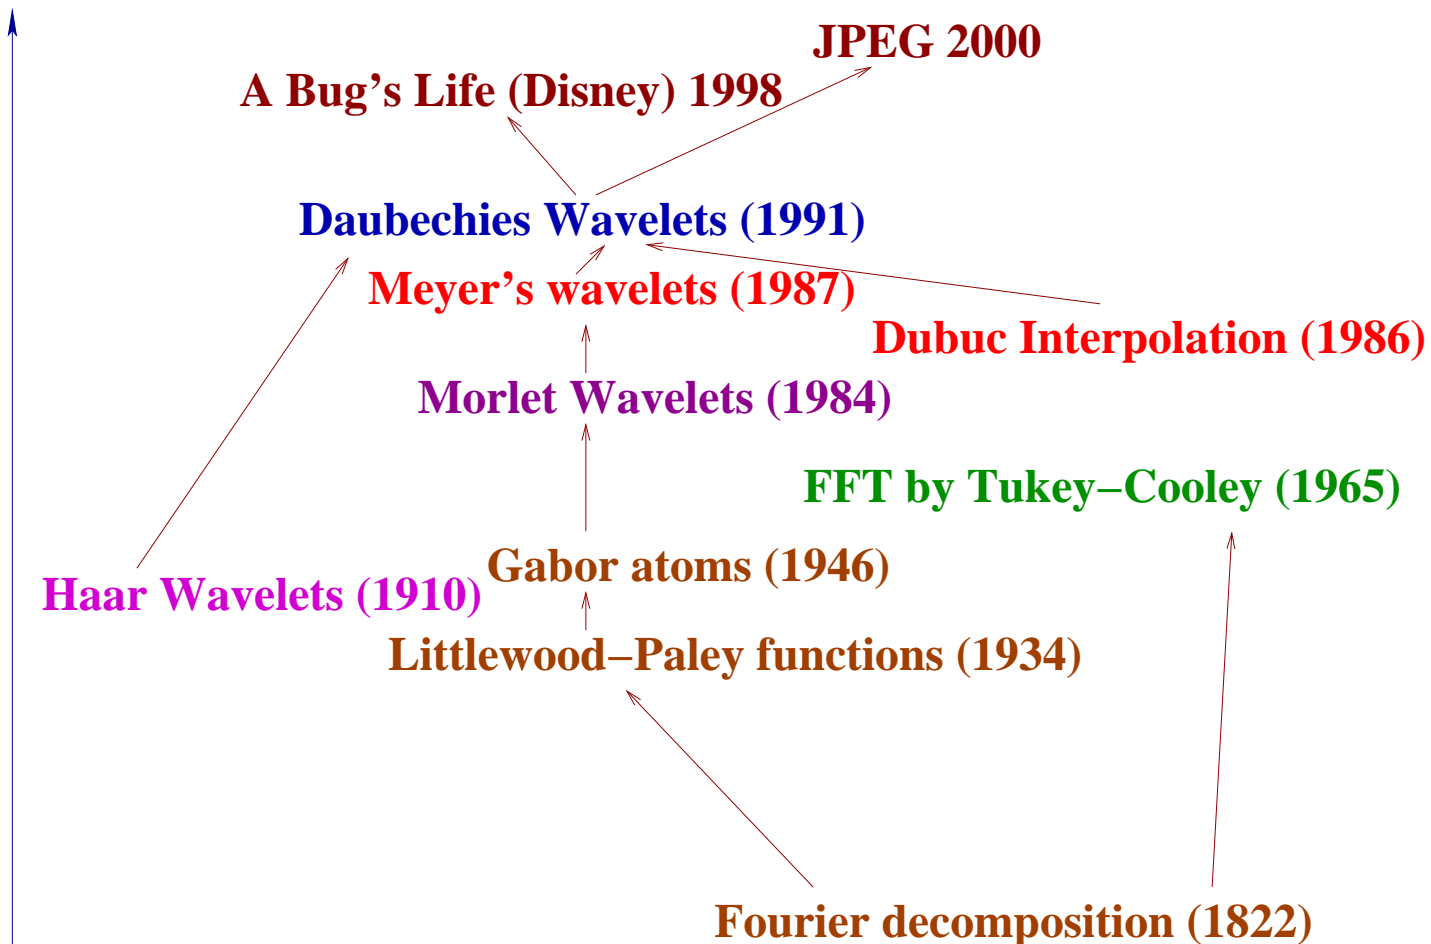 JPEG 2000
A Bug’s Life (Disney) 1998
Daubechies Wavelets (1991)
Meyer’s wavelets (1987)
Dubuc Interpolation (1986)
Morlet Wavelets (1984)
FFT by Tukey–Cooley (1965)
Gabor atoms (1946)
Haar Wavelets (1910)
Littlewood–Paley functions (1934)
Fourier decomposition (1822)